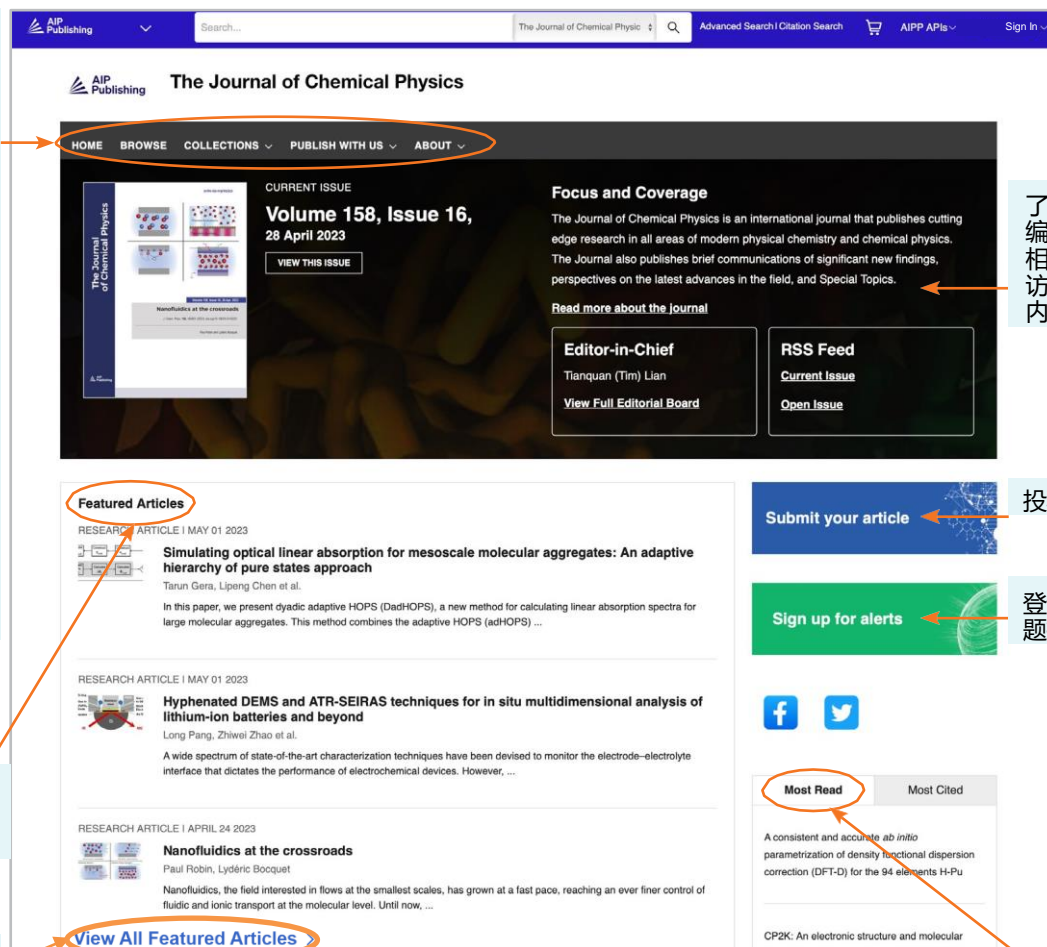 AIP
Publishing
Search...
The Journal of Chemical Physic
Advanced Search | Citation Search
AIPP APIs
Sign In
AIP
Publishing
The Journal of Chemical Physics
HOME BROWSE COLLECTIONS PUBLISH WITH US ABOUT
The Journal
of Chemical Physics
Nanofluidics at the crossroads
AIP
Publishing
CURRENT ISSUE
Volume 158, Issue 16,
28 April 2023
VIEW THIS ISSUE
Focus and Coverage
The Journal of Chemical Physics is an international journal that publishes cutting
edge research in all areas of modern physical chemistry and chemical physics.
The Journal also publishes brief communications of significant new findings,
perspectives on the latest advances in the field, and Special Topics.
Read more about the journal
Editor-in-Chief
Tianquan (Tim) Lian
View Full Editorial Board
RSS Feed
Current Issue
Open Issue
了
编
相
访
内
Featured Articles
RESEARCH ARTICLE | MAY 01 2023
Simulating optical linear absorption for mesoscale molecular aggregates: An adaptive
hierarchy of pure states approach
Tarun Gera, Lipeng Chen et al.
In this paper, we present dyadic adaptive HOPS (DadHOPS), a new method for calculating linear absorption spectra for
large molecular aggregates. This method combines the adaptive HOPS (adHOPS) ...
RESEARCH ARTICLE | MAY 01 2023
Hyphenated DEMS and ATR-SEIRAS techniques for in situ multidimensional analysis of
lithium-ion batteries and beyond
Long Pang, Zhiwei Zhao et al.
A wide spectrum of state-of-the-art characterization techniques have been devised to monitor the electrode–electrolyte
interface that dictates the performance of electrochemical devices. However, ...
RESEARCH ARTICLE | APRIL 24 2023
Nanofluidics at the crossroads
Paul Robin, Lydéric Bocquet
Nanofluidics, the field interested in flows at the smallest scales, has grown at a fast pace, reaching an ever finer control of
fluidic and ionic transport at the molecular level. Until now, ...
View All Featured Articles
Submit your article
投
Sign up for alerts
登
题
Most Read
Most Cited
A consistent and accurate ab initio
parametrization of density functional dispersion
correction (DFT-D) for the 94 elements H-Pu
CP2K: An electronic structure and molecular